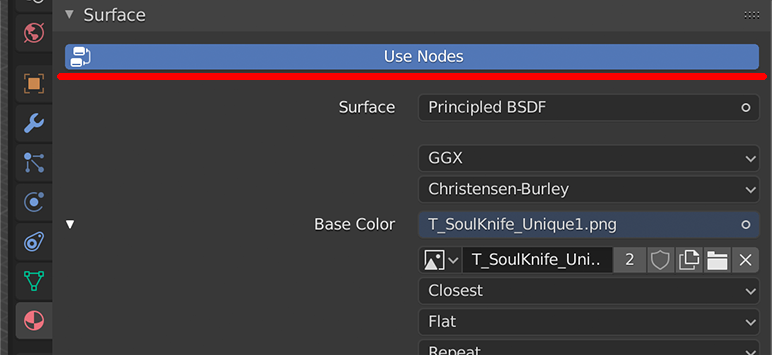 Surface
Use Nodes
Surface Principled BSDF
GGX
Christensen-Burley
Base Color T_SoulKnife_Unique1.png
T_SoulKnife_Uni.. 2
Closest
Flat
Repeat